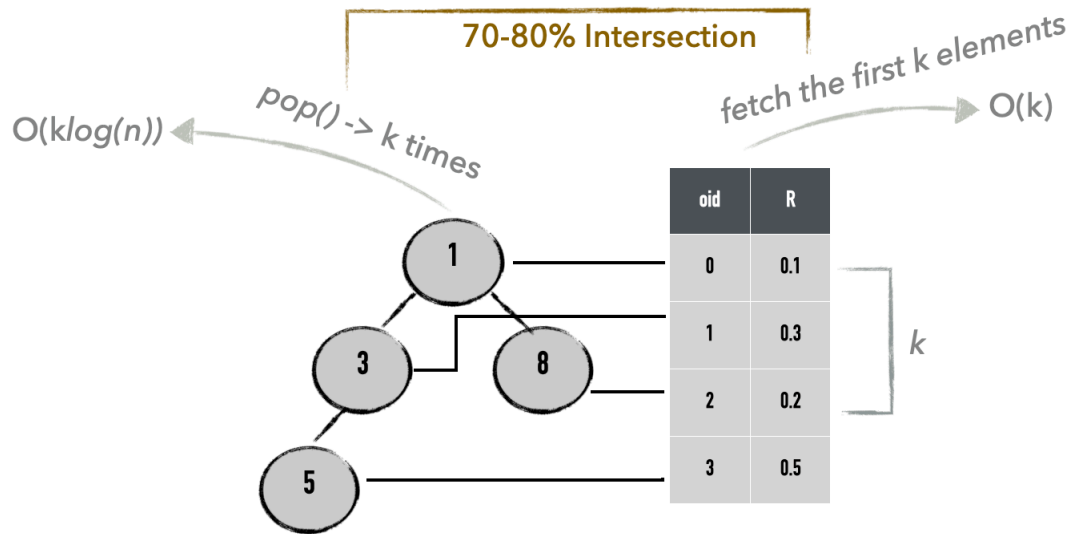 70-80% Intersection
pop() -> k times
fetch the first k elements
O(klog(n))
O(k)
oid R
0 0.1
1 0.3
2 0.2
3 0.5
k
1
3
8
5